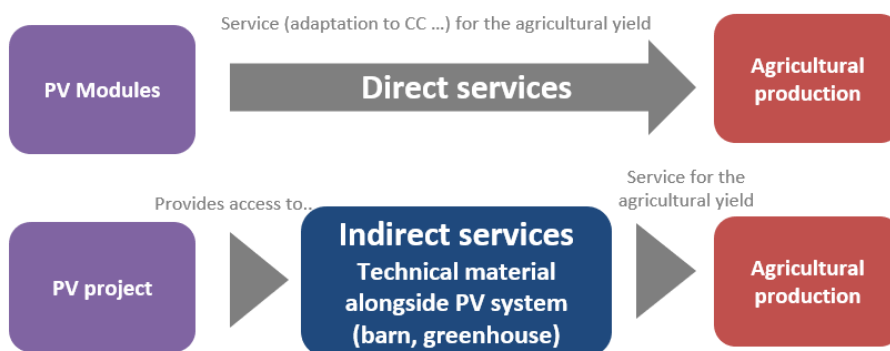 Service (adaptation to CC ...) for the agricultural yield
PV Modules
Direct services
Agricultural
production
Provides access to..
Service for the
agricultural yield
PV project
Indirect services
Technical material
alongside PV system
(barn, greenhouse)
Agricultural
production